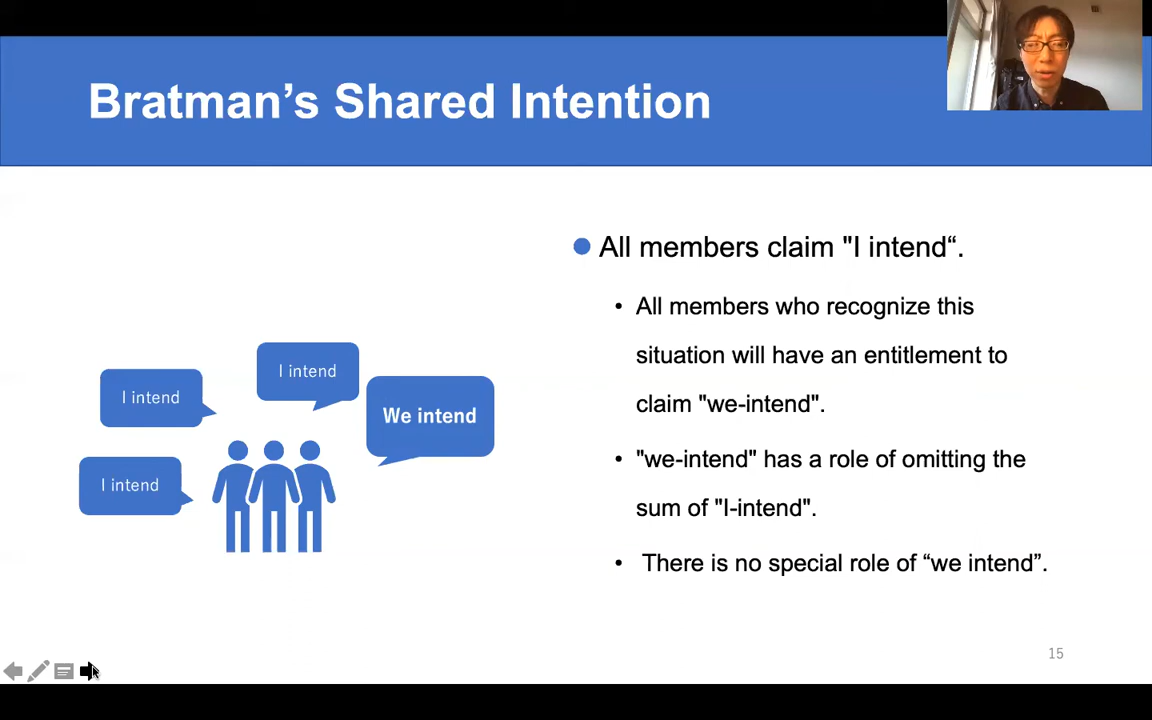 Bratman’s Shared Intention
All members claim "I intend“.
All members who recognize this
situation will have an entitlement to
claim "we-intend".
"we-intend" has a role of omitting the
sum of "I-intend".
There is no special role of “we intend”.
I intend
I intend
We intend
I intend
15